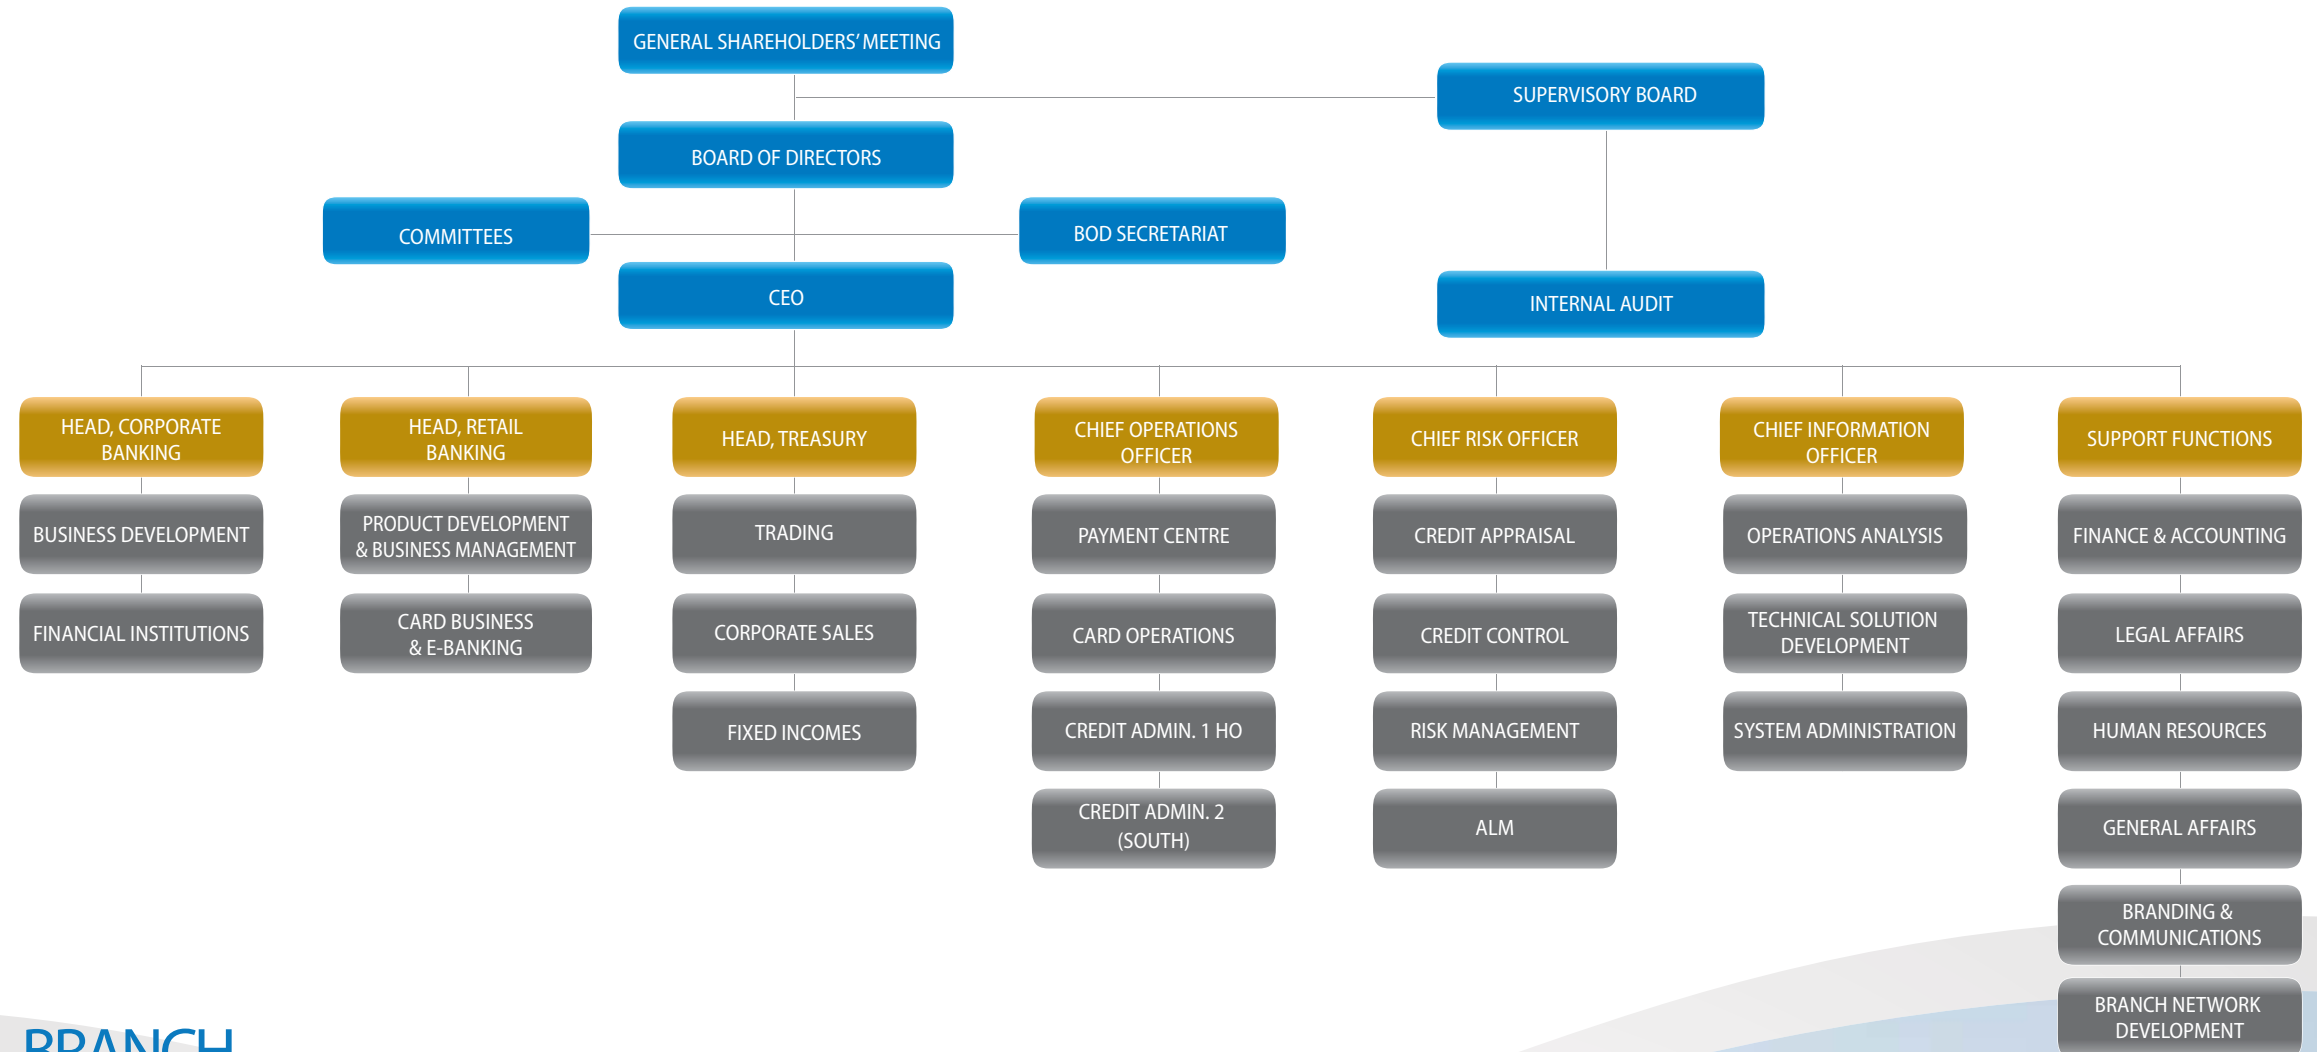 GENERAL SHAREHOLDERS' MEETING
SUPERVISORY BOARD
BOARD OF DIRECTORS
COMMITTEES
BOD SECRETARIAT
CEO
INTERNAL AUDIT
HEAD, CORPORATE
BANKING
HEAD, RETAIL
BANKING
HEAD, TREASURY
CHIEF OPERATIONS
OFFICER
CHIEF RISK OFFICER
CHIEF INFORMATION
OFFICER
SUPPORT FUNCTIONS
BUSINESS DEVELOPMENT
PRODUCT DEVELOPMENT
& BUSINESS MANAGEMENT
TRADING
PAYMENT CENTRE
CREDIT APPRAISAL
OPERATIONS ANALYSIS
FINANCE & ACCOUNTING
FINANCIAL INSTITUTIONS
CARD BUSINESS
& E-BANKING
CORPORATE SALES
CARD OPERATIONS
CREDIT CONTROL
TECHNICAL SOLUTION
DEVELOPMENT
LEGAL AFFAIRS
FIXED INCOMES
CREDIT ADMIN. 1 HO
RISK MANAGEMENT
SYSTEM ADMINISTRATION
HUMAN RESOURCES
CREDIT ADMIN. 2
(SOUTH)
ALM
GENERAL AFFAIRS
BRANDING &
COMMUNICATIONS
BRANCH NETWORK
DEVELOPMENT
BRANCH